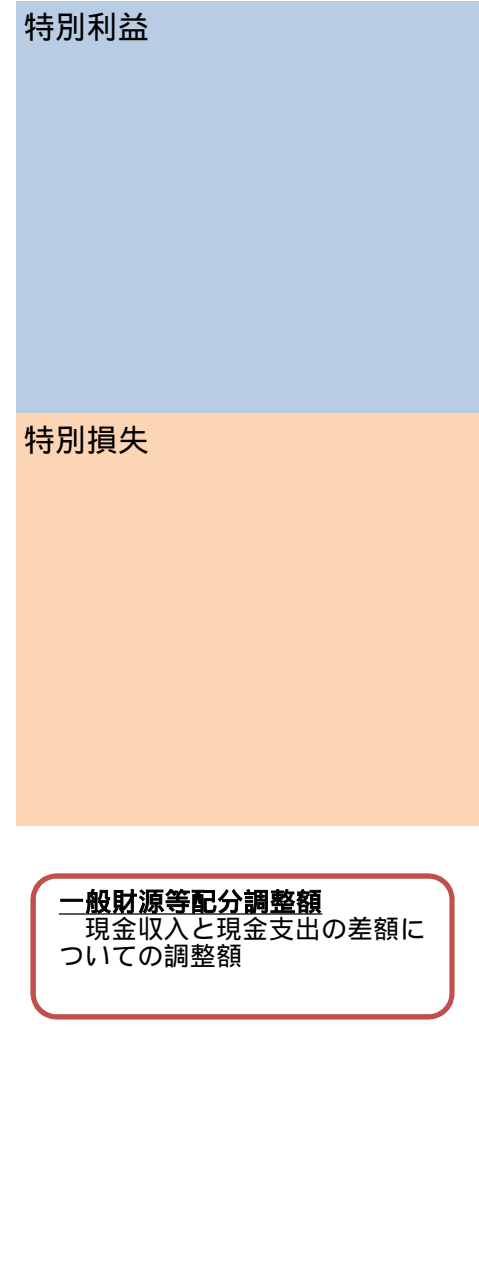 特別利益
特別損失
一般財源等配分調整額
　現金収入と現金支出の差額に
ついての調整額